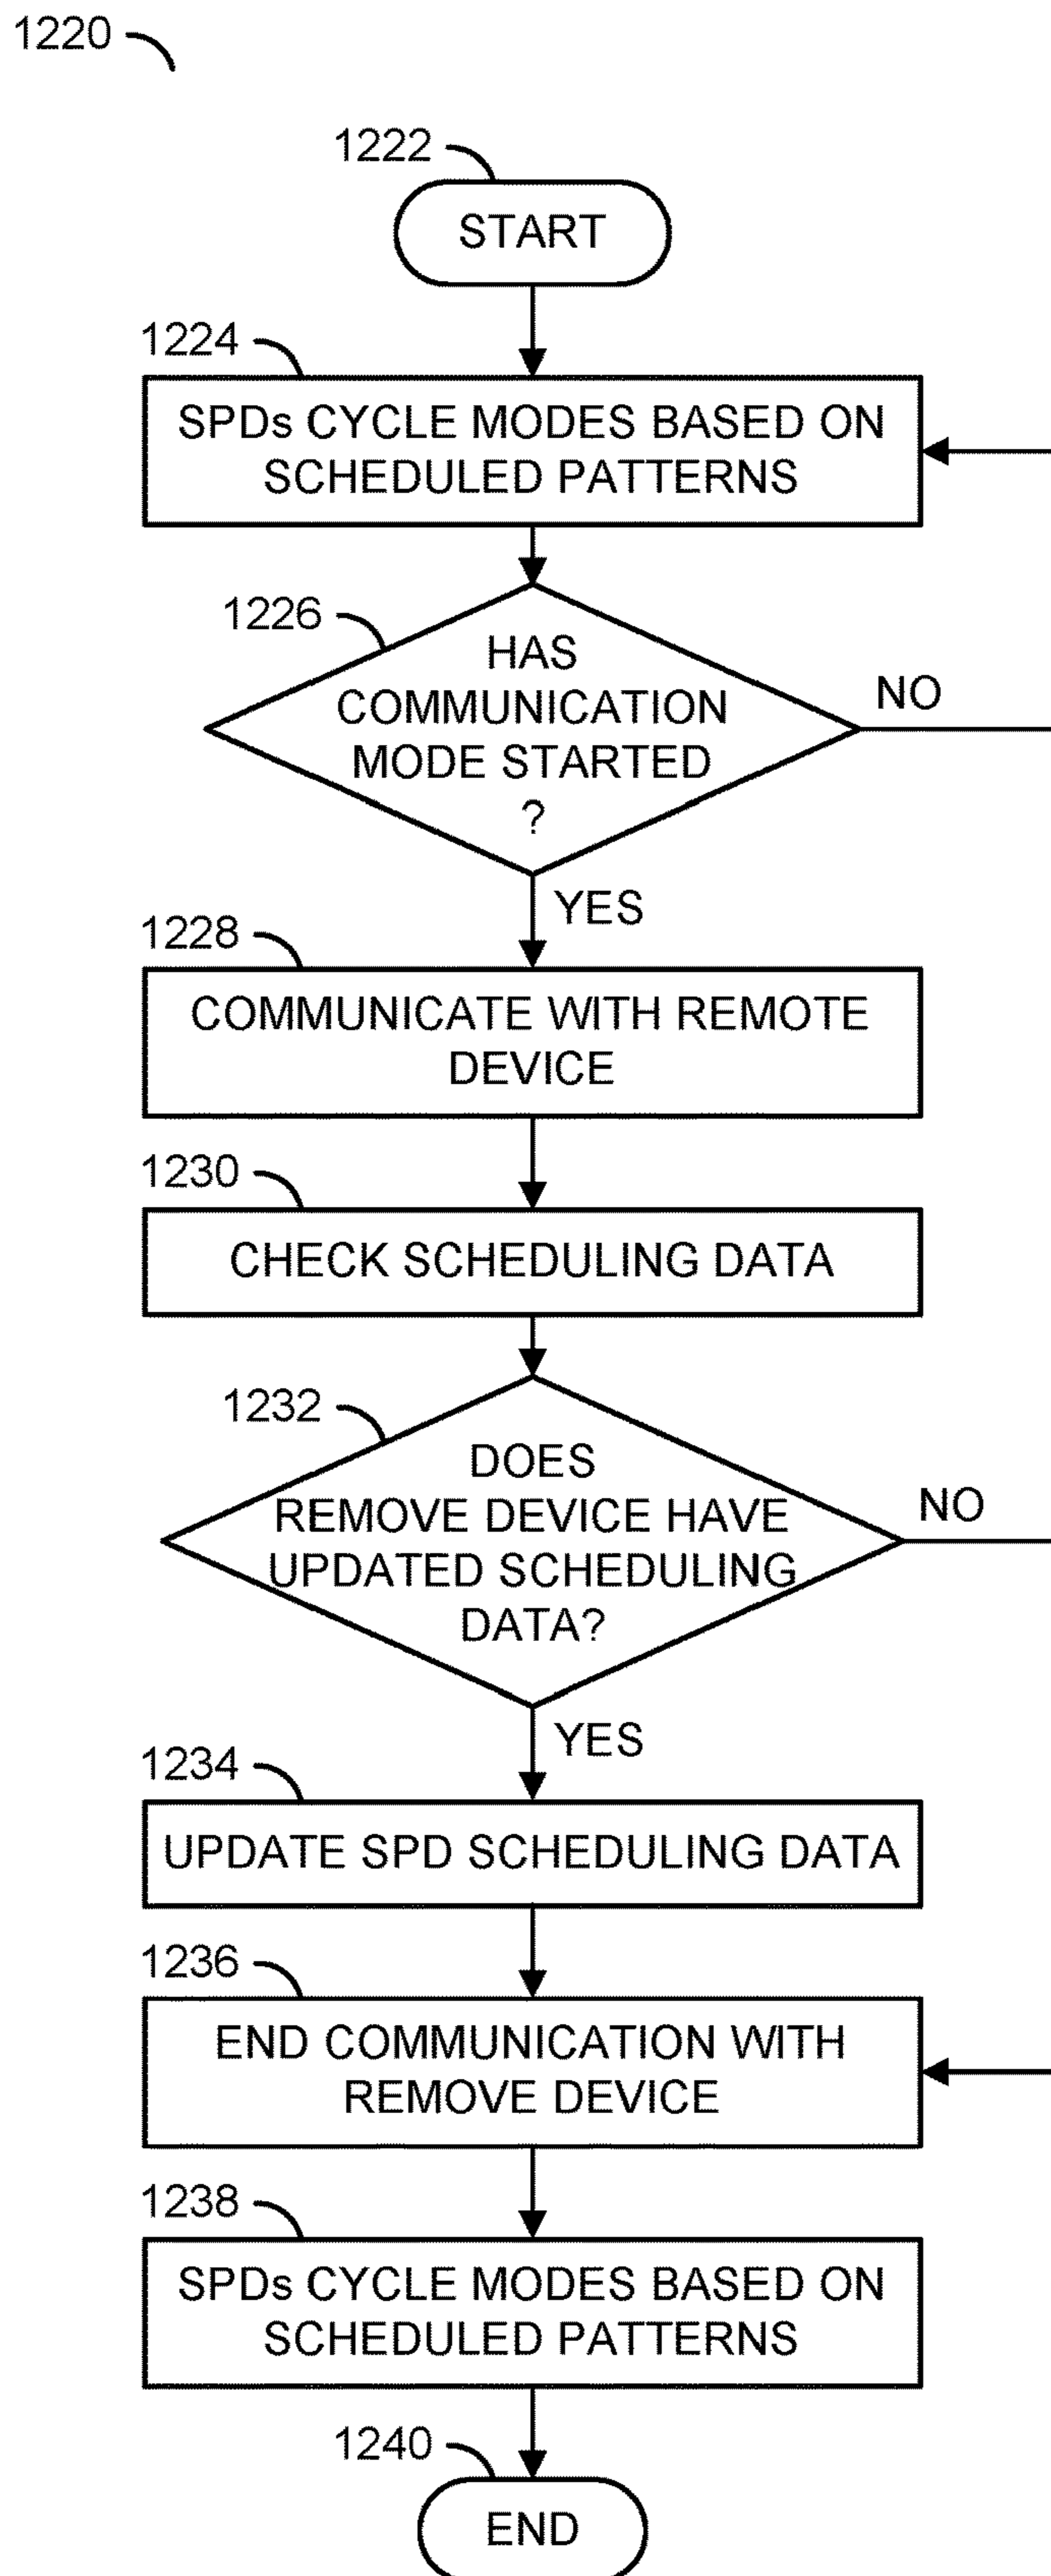 1220
1222
START
1224
SPDs CYCLE MODES BASED ON
SCHEDULED PATTERNS
1226
HAS
COMMUNICATION
MODE STARTED
?
NO
YES
1228
COMMUNICATE WITH REMOTE
DEVICE
1230
CHECK SCHEDULING DATA
1232
DOES
REMOVE DEVICE HAVE
UPDATED SCHEDULING
DATA?
NO
YES
1234
UPDATE SPD SCHEDULING DATA
1236
END COMMUNICATION WITH
REMOVE DEVICE
1238
SPDs CYCLE MODES BASED ON
SCHEDULED PATTERNS
1240
END